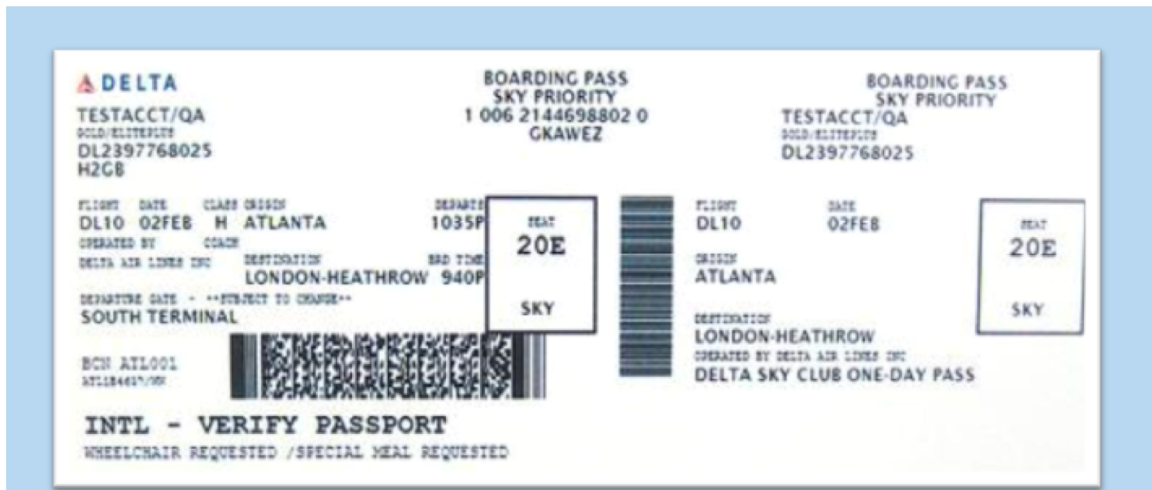 DELTA
TESTACCT/QA
GOLD/ELITEPLUS
DL2397768025
H2GB
BOARDING PASS
SKY PRIORITY
1 006 2144698802 0
GKAWEZ
FLIGHT DATE CLASS ORIGIN DEPARTS
DL10 02FEB H ATLANTA 1035P
OPERATED BY COACH
DELTA AIR LINES INC DESTINATION BRD TIME
LONDON-HEATHROW 940P
DEPARTURE GATE - **SUBJECT TO CHANGE**
SOUTH TERMINAL
SEAT
20E
SKY
BCN ATL001
INTL - VERIFY PASSPORT
WHEELCHAIR REQUESTED /SPECIAL MEAL REQUESTED
BOARDING PASS
SKY PRIORITY
TESTACCT/QA
GOLD/ELITEPLUS
DL2397768025
FLIGHT DATE
DL10 02FEB
ORIGIN
ATLANTA
DESTINATION
LONDON-HEATHROW
OPERATED BY DELTA AIR LINES INC
DELTA SKY CLUB ONE-DAY PASS
SEAT
20E
SKY